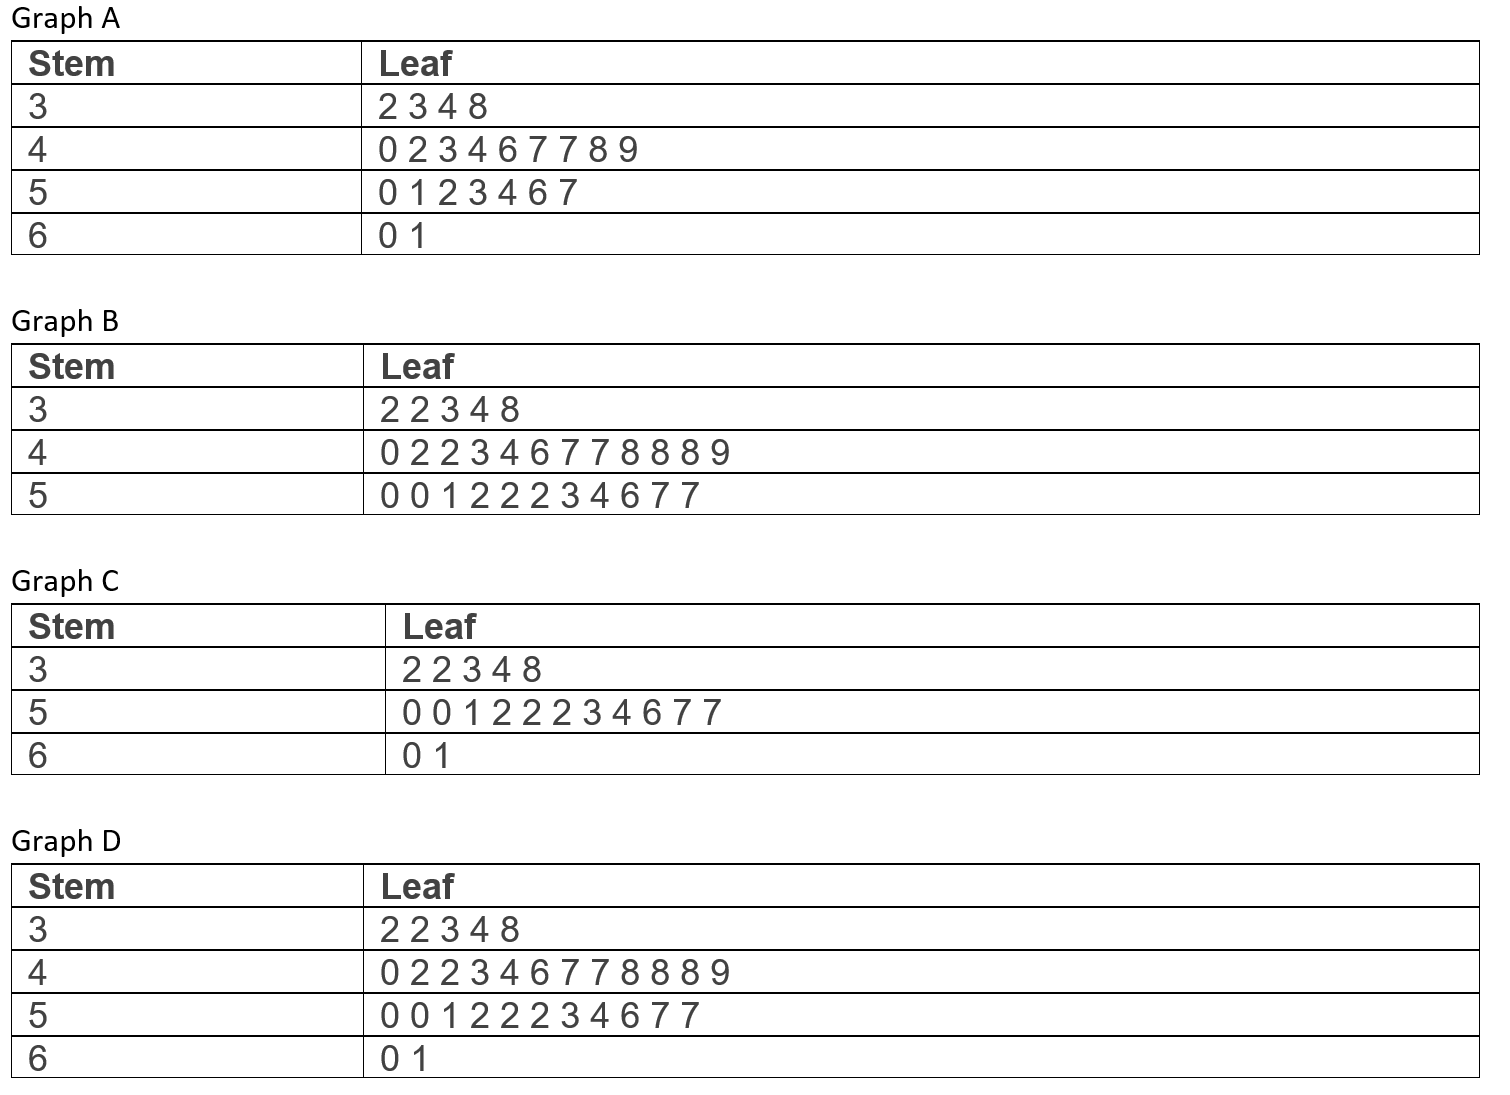 Graph A
Stem Leaf
3 2 3 4 8
4 0 2 3 4 6 7 7 8 9
5 0 1 2 3 4 6 7
6 0 1
Graph B
Stem Leaf
3 2 2 3 4 8
4 0 2 2 3 4 6 7 7 8 8 8 9
5 0 0 1 2 2 2 3 4 6 7 7
Graph C
Stem Leaf
3 2 2 3 4 8
5 0 0 1 2 2 2 3 4 6 7 7
6 0 1
Graph D
Stem Leaf
3 2 2 3 4 8
4 0 2 2 3 4 6 7 7 8 8 8 9
5 0 0 1 2 2 2 3 4 6 7 7
6 0 1